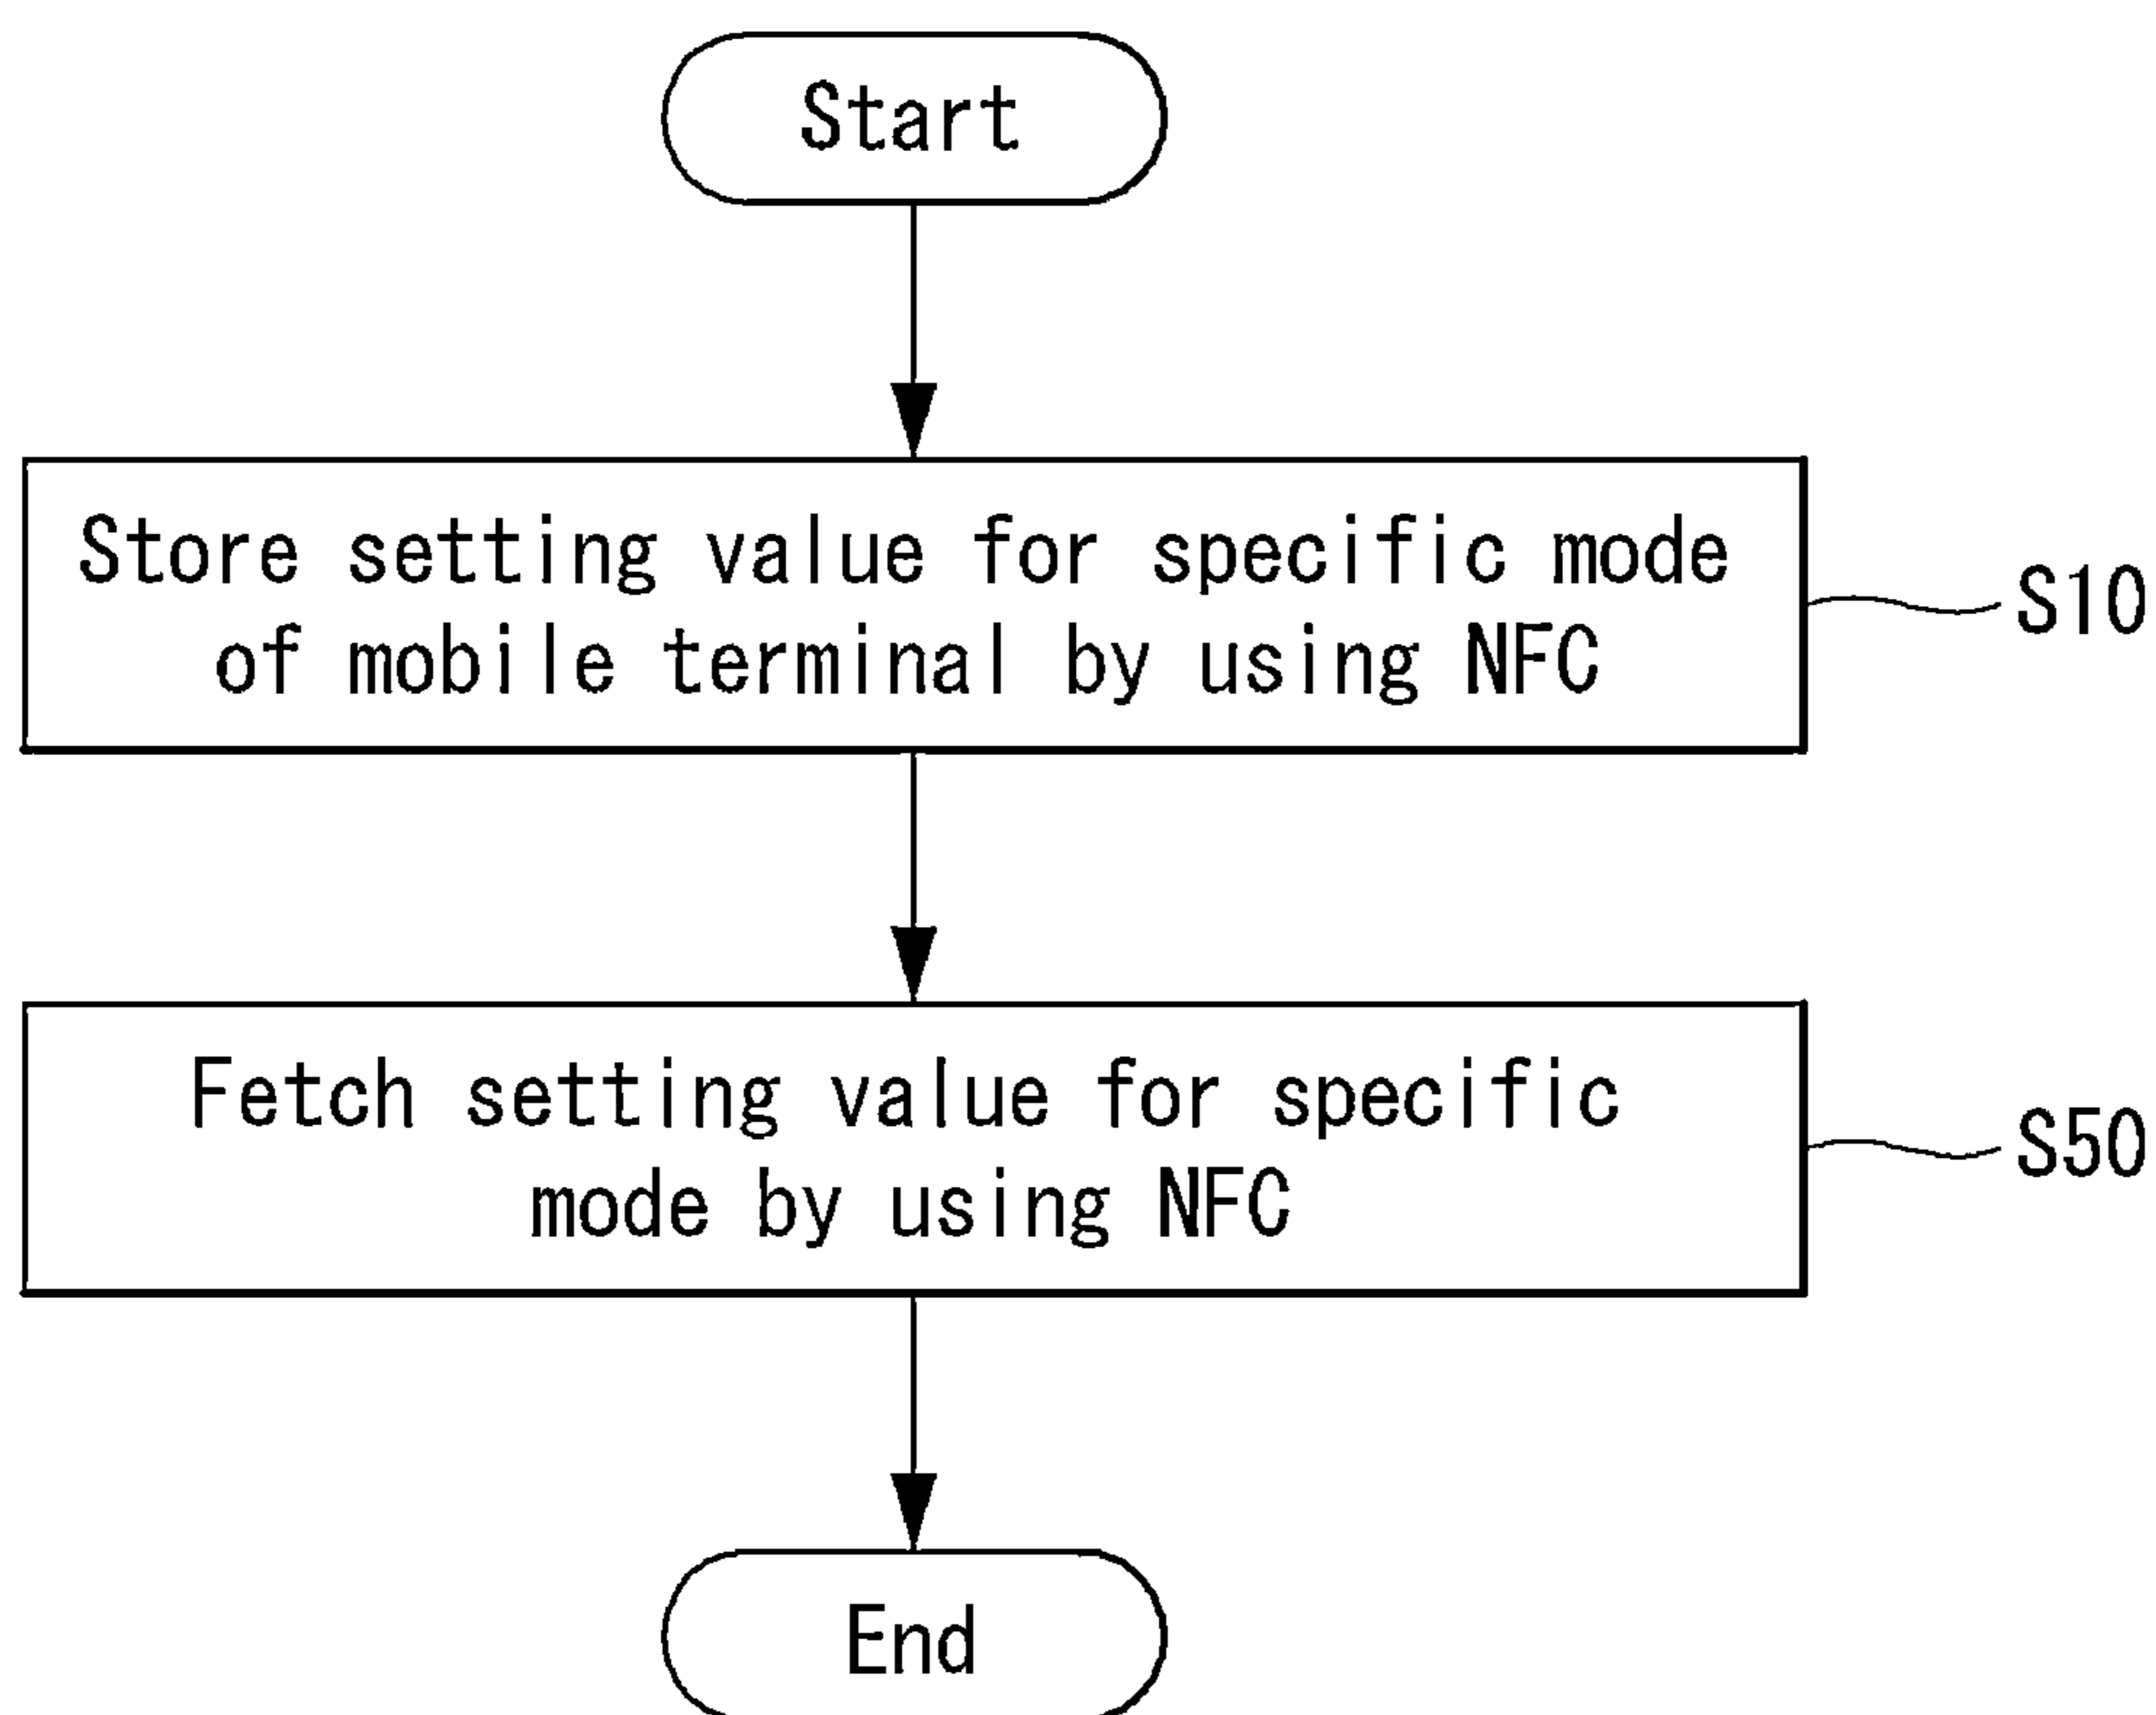 Start
Store setting value for specific mode
of mobile terminal by using NFC
S10
Fetch setting value for specific
mode by using NFC
S50
End